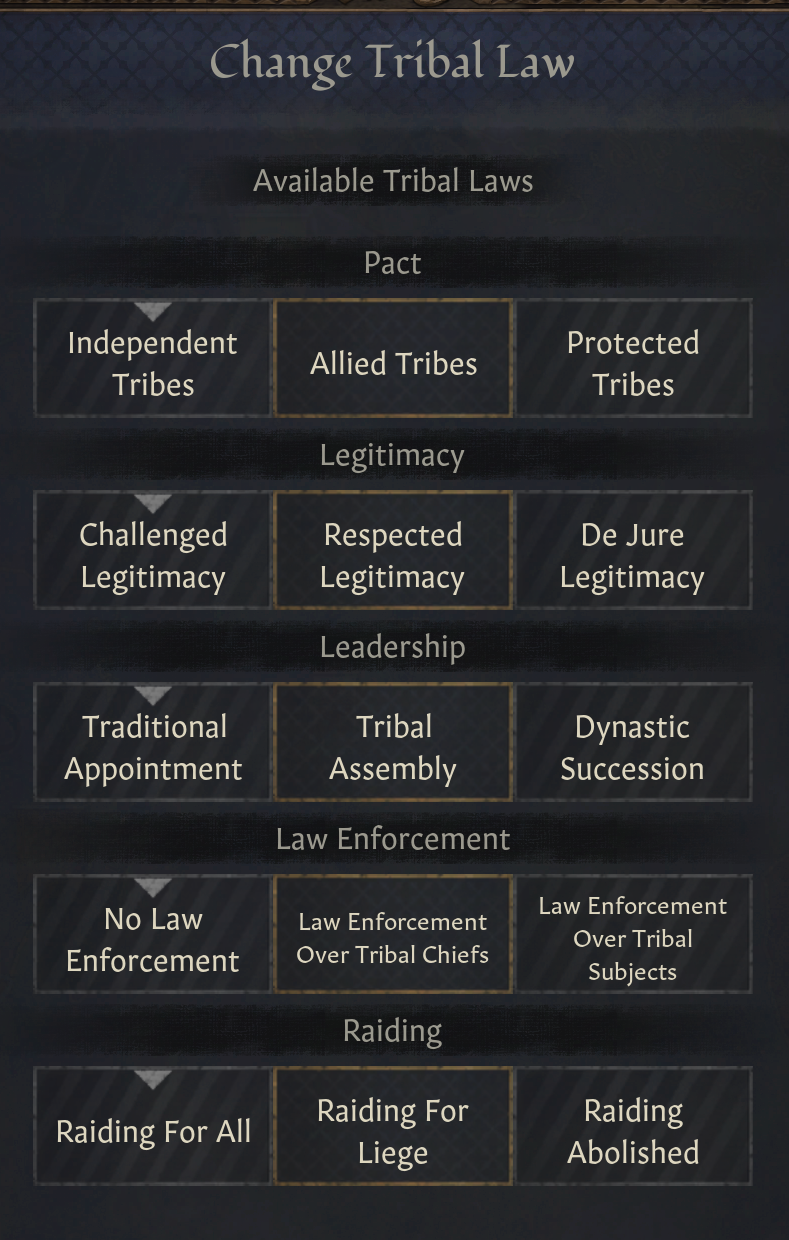 Change Tribal Law
Available Tribal Laws
Pact
Independent
Tribes
Allied Tribes
Protected
Tribes
Legitimacy
Challenged
Legitimacy
Respected
Legitimacy
De Jure
Legitimacy
Leadership
Traditional
Appointment
Tribal
Assembly
Dynastic
Succession
Law Enforcement
No Law
Enforcement
Law Enforcement
Over Tribal Chiefs
Law Enforcement
Over Tribal
Subjects
Raiding
Raiding For All
Raiding For
Liege
Raiding
Abolished